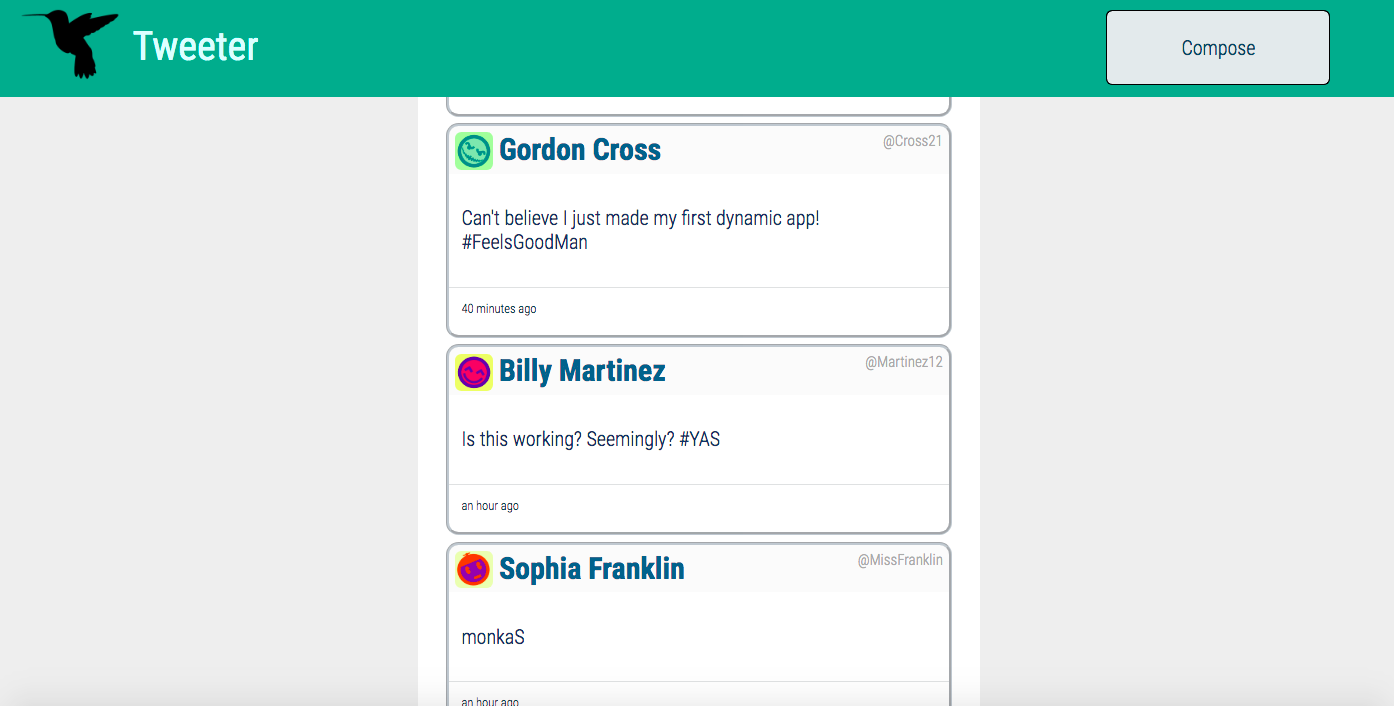 Tweeter
Compose
Gordon Cross
@Cross21
Can't believe I just made my first dynamic app!
#FeelsGoodMan
40 minutes ago
Billy Martinez
@Martinez12
Is this working? Seemingly? #YAS
an hour ago
Sophia Franklin
@MissFranklin
monkaS
an hour ago